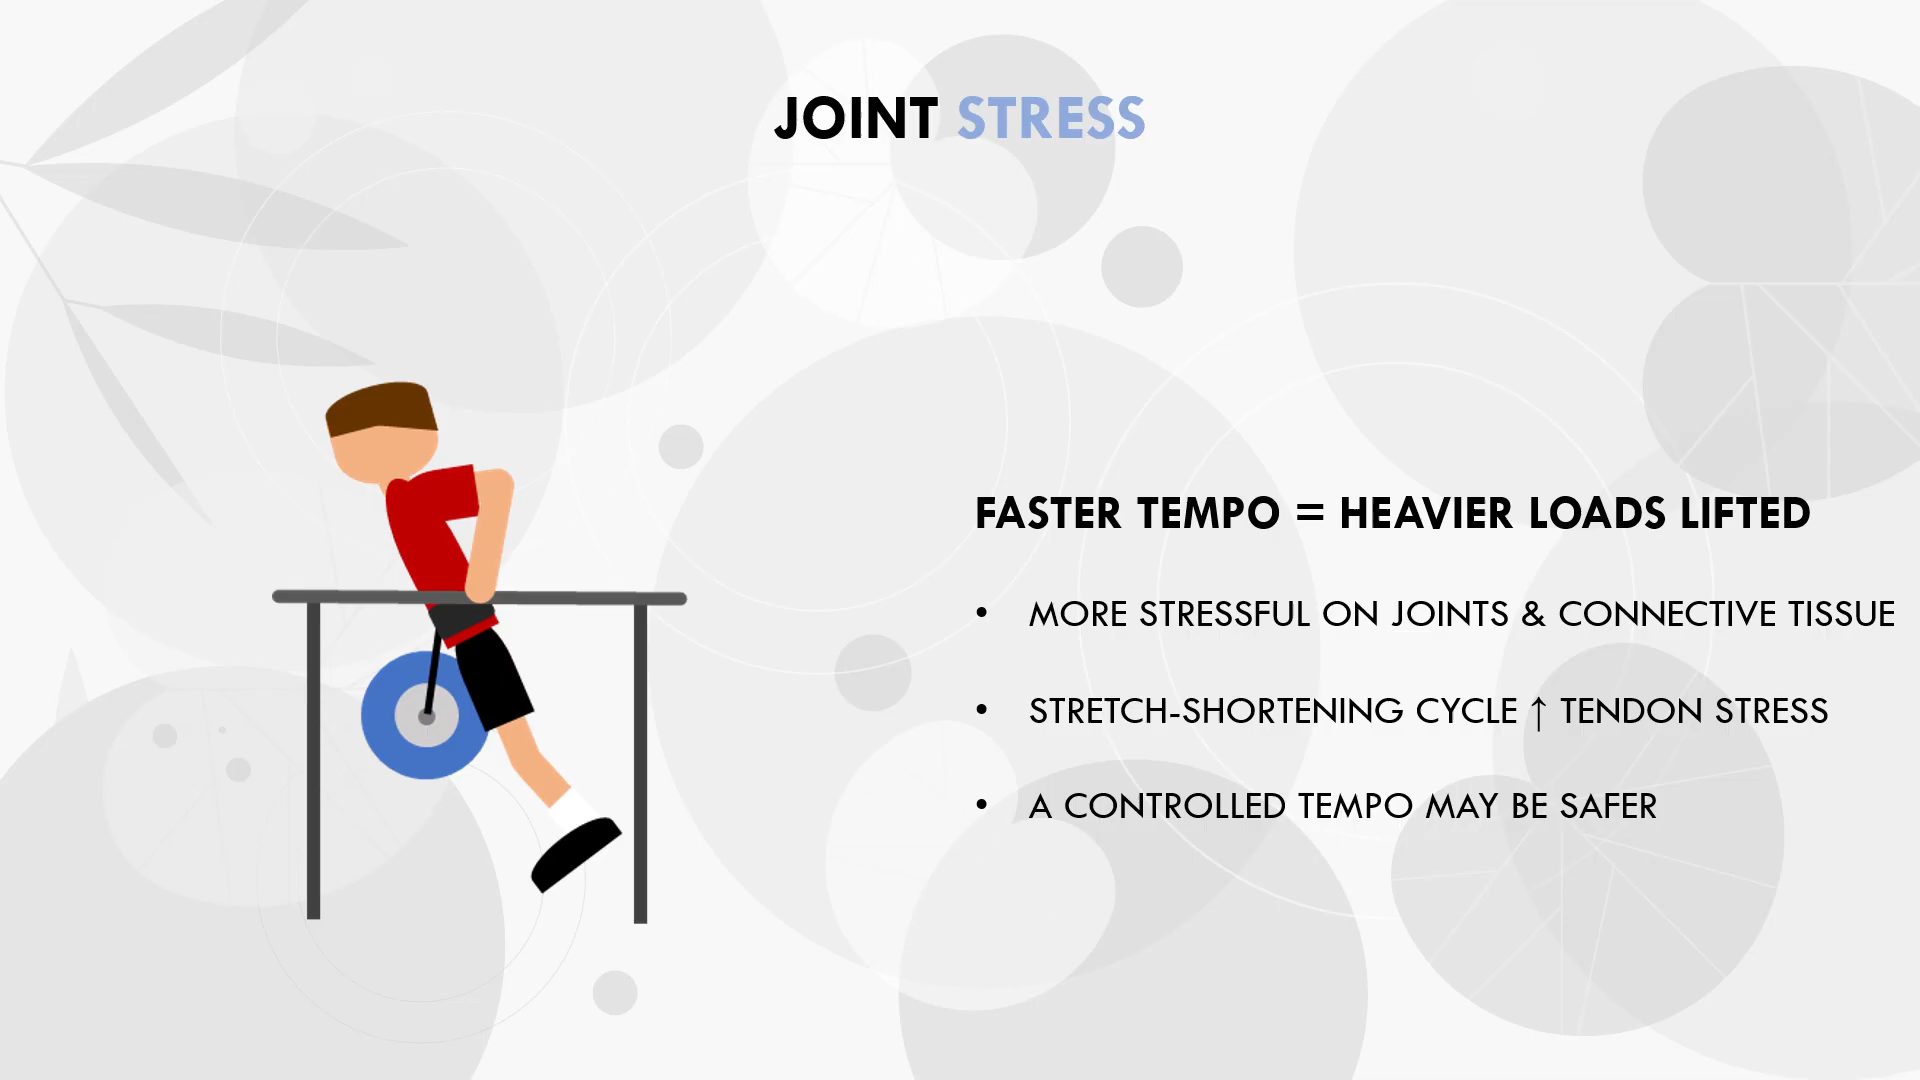 JOINT STRESS
FASTER TEMPO = HEAVIER LOADS LIFTED
• MORE STRESSFUL ON JOINTS & CONNECTIVE TISSUE
• STRETCH-SHORTENING CYCLE ↑ TENDON STRESS
• A CONTROLLED TEMPO MAY BE SAFER